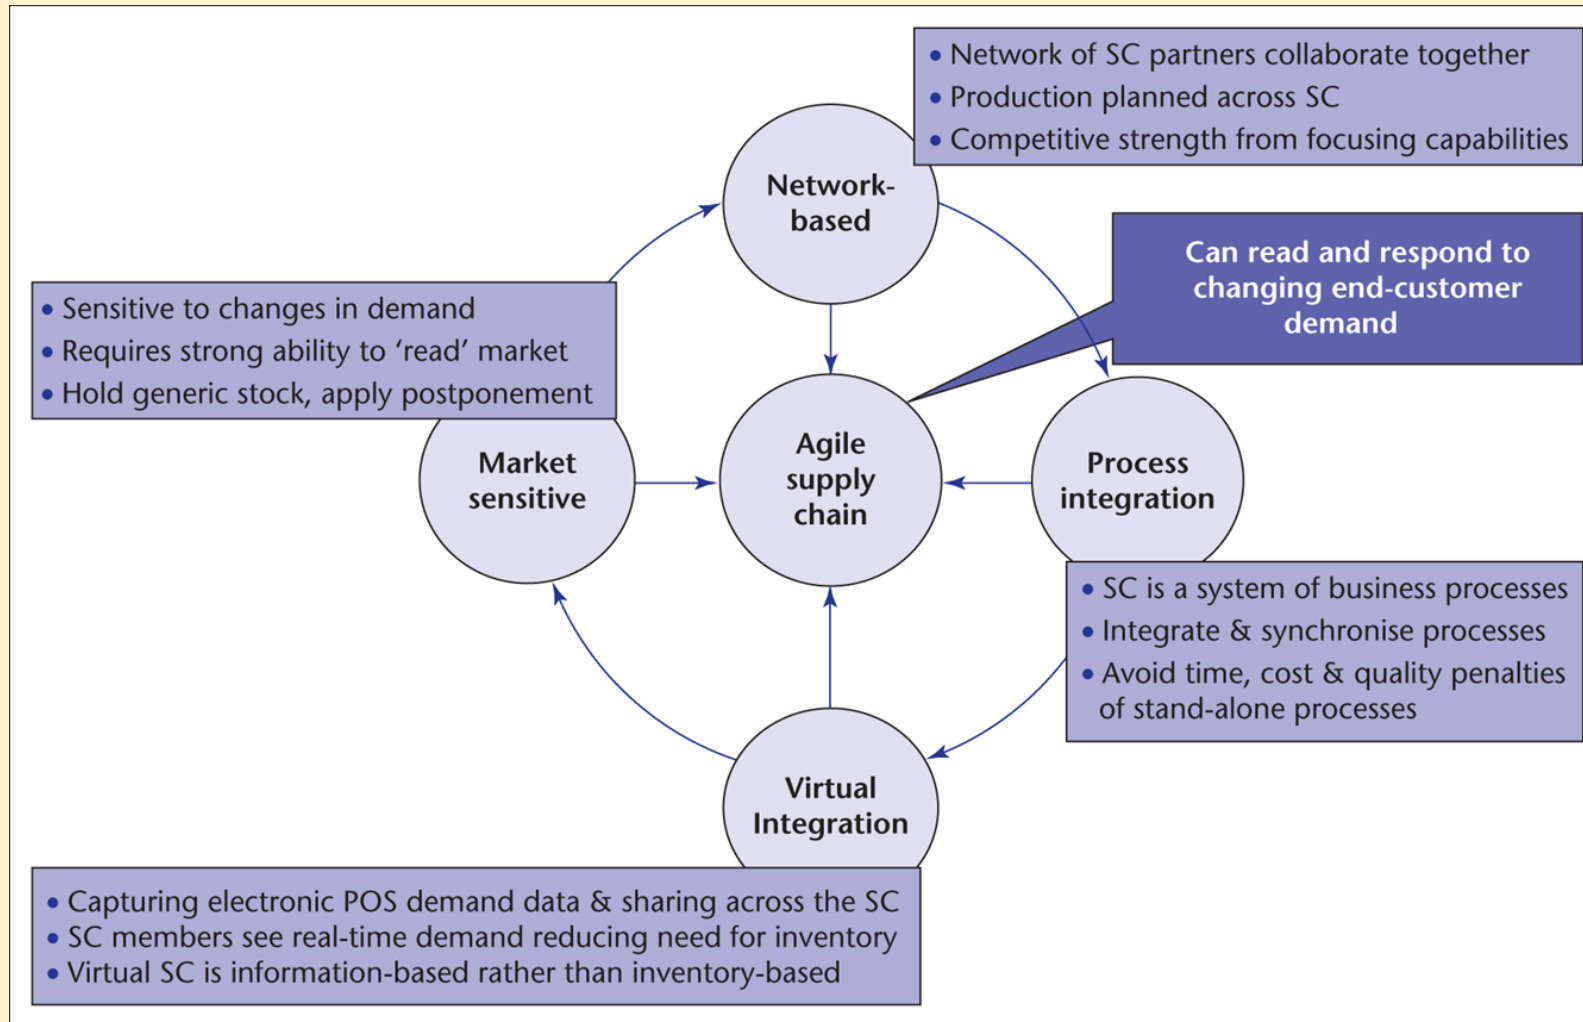 • Network of SC partners collaborate together
• Production planned across SC
• Competitive strength from focusing capabilities
Network-
based
Can read and respond to
changing end-customer
demand
• Sensitive to changes in demand
• Requires strong ability to ‘read’ market
• Hold generic stock, apply postponement
Market
sensitive
Agile
supply
chain
Process
integration
• SC is a system of business processes
• Integrate & synchronise processes
• Avoid time, cost & quality penalties
of stand-alone processes
Virtual
Integration
• Capturing electronic POS demand data & sharing across the SC
• SC members see real-time demand reducing need for inventory
• Virtual SC is information-based rather than inventory-based